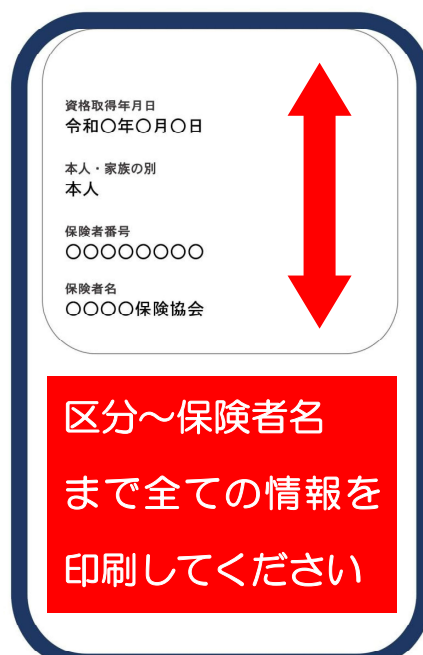 資格取得年月日
令和〇年〇月〇日
本人・家族の別
本人
保険者番号
〇〇〇〇〇〇〇〇
保険者名
〇〇〇〇保険協会
区分～保険者名
まで全ての情報を
印刷してください